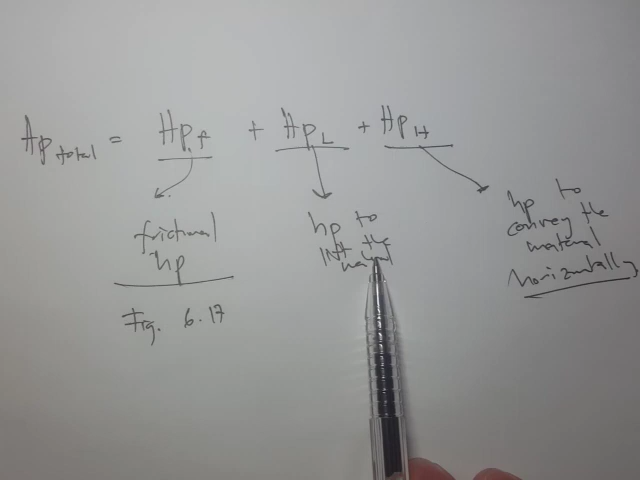 Hp total = Hp f + Hp L + Hp H
frictional
hp
Fig. 6.17
hp to
lift the
material
hp to
convey the
material
horizontally